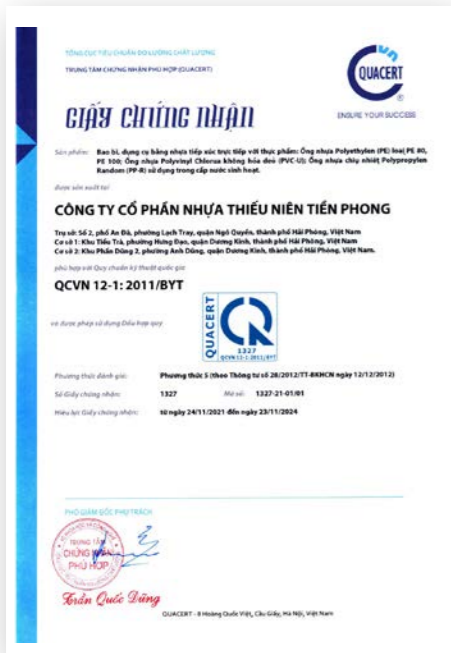 TỔNG CỤC TIÊU CHUẨN ĐO LƯỜNG CHẤT LƯỢNG
TRUNG TÂM CHỨNG NHẬN PHÙ HỢP (QUACERT)
QUACERT
®
ENSURE YOUR SUCCESS
GIẤY CHỨNG NHẬN
Sản phẩm: Bao bì, dụng cụ bằng nhựa tiếp xúc trực tiếp với thực phẩm: Ống nhựa Polyethylen (PE) loại PE 80,
PE 100; Ống nhựa Polyvinyl Chlorua không hóa dẻo (PVC-U); Ống nhựa chịu nhiệt Polypropylen
Random (PP-R) sử dụng trong cấp nước sinh hoạt.
được sản xuất tại
CÔNG TY CỔ PHẦN NHỰA THIẾU NIÊN TIỀN PHONG
Trụ sở: Số 2, phố An Đà, phường Lạch Tray, quận Ngô Quyền, thành phố Hải Phòng, Việt Nam
Cơ sở 1: Khu Tiểu Trà, phường Hưng Đạo, quận Dương Kinh, thành phố Hải Phòng, Việt Nam
Cơ sở 2: Khu Phấn Dũng 2, phường Anh Dũng, quận Dương Kinh, thành phố Hải Phòng, Việt Nam.
phù hợp với Quy chuẩn kỹ thuật quốc gia
QCVN 12-1: 2011/BYT
và được phép sử dụng Dấu hợp quy
QUACERT
1327
QCVN 12-1:2011/BYT
Phương thức đánh giá: Phương thức 5 (theo Thông tư số 28/2012/TT-BKHCN ngày 12/12/2012)
Số Giấy chứng nhận: 1327 Mã số: 1327-21-01/01
Hiệu lực Giấy chứng nhận: từ ngày 24/11/2021 đến ngày 23/11/2024
PHÓ GIÁM ĐỐC PHỤ TRÁCH
TRUNG TÂM
CHỨNG NHẬN
PHÙ HỢP
Trần Quốc Dũng
QUACERT - 8 Hoàng Quốc Việt, Cầu Giấy, Hà Nội, Việt Nam